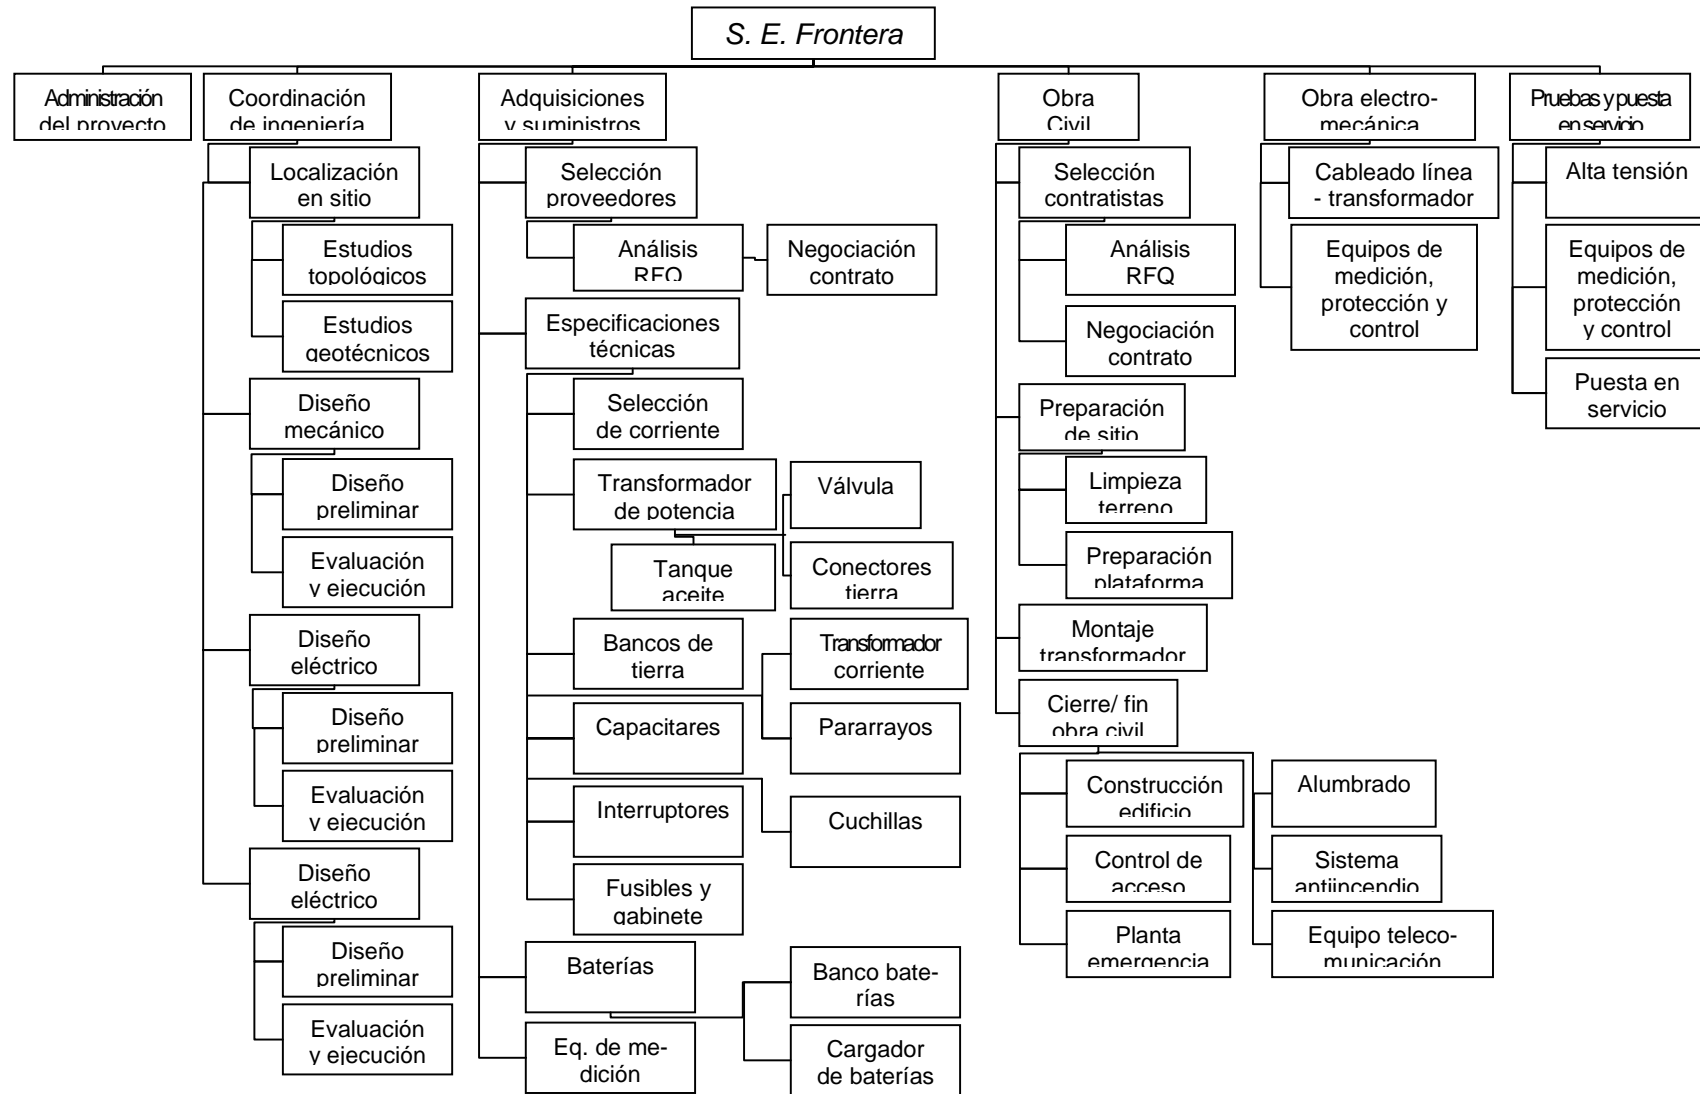 S. E. Frontera
Administración
del proyecto
Coordinación
de ingeniería
Localización
en sitio
Estudios
topológicos
Estudios
geotécnicos
Diseño
mecánico
Diseño
preliminar
Evaluación
y ejecución
Diseño
eléctrico
Diseño
preliminar
Evaluación
y ejecución
Diseño
eléctrico
Diseño
preliminar
Evaluación
y ejecución
Adquisiciones
y suministros
Selección
proveedores
Análisis
RFQ
Negociación
contrato
Especificaciones
técnicas
Selección
de corriente
Transformador
de potencia
Válvula
Tanque
aceite
Conectores
tierra
Bancos de
tierra
Transformador
corriente
Capacitares
Pararrayos
Interruptores
Cuchillas
Fusibles y
gabinete
Baterías
Banco bate-
rías
Cargador
de baterías
Eq. de me-
dición
Obra
Civil
Selección
contratistas
Análisis
RFQ
Negociación
contrato
Preparación
de sitio
Limpieza
terreno
Preparación
plataforma
Montaje
transformador
Cierre/ fin
obra civil
Construcción
edificio
Control de
acceso
Planta
emergencia
Alumbrado
Sistema
antiincendio
Equipo teleco-
municación
Obra electro-
mecánica
Cableado línea
- transformador
Equipos de
medición,
protección y
control
Pruebas y puesta
en servicio
Alta tensión
Equipos de
medición,
protección
y control
Puesta en
servicio